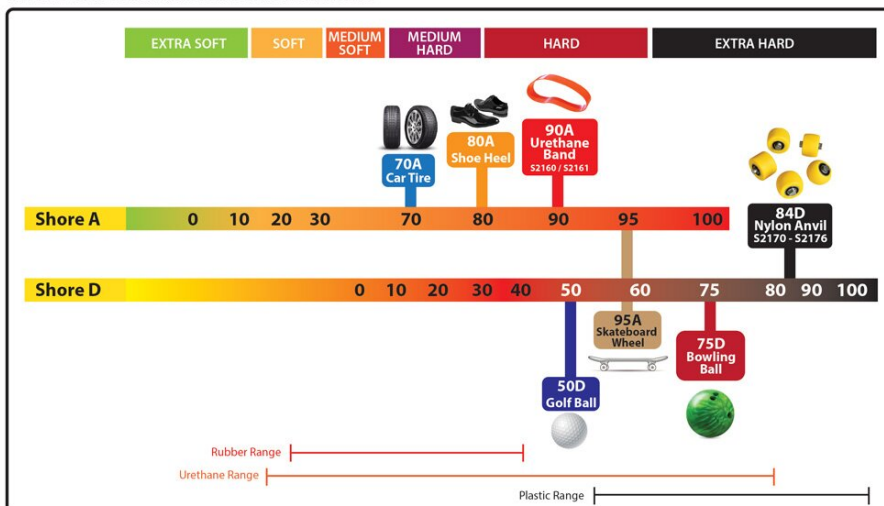 EXTRA SOFT SOFT MEDIUM SOFT MEDIUM HARD HARD EXTRA HARD
70A
Car Tire
80A
Shoe Heel
90A
Urethane
Band
S2160 / S2161
84D
Nylon Anvil
S2170 - S2176
Shore A 0 10 20 30 70 80 90 95 100
Shore D 0 10 20 30 40 50 60 75 80 90 100
95A
Skateboard
Wheel
75D
Bowling
Ball
50D
Golf Ball
Rubber Range
Urethane Range
Plastic Range